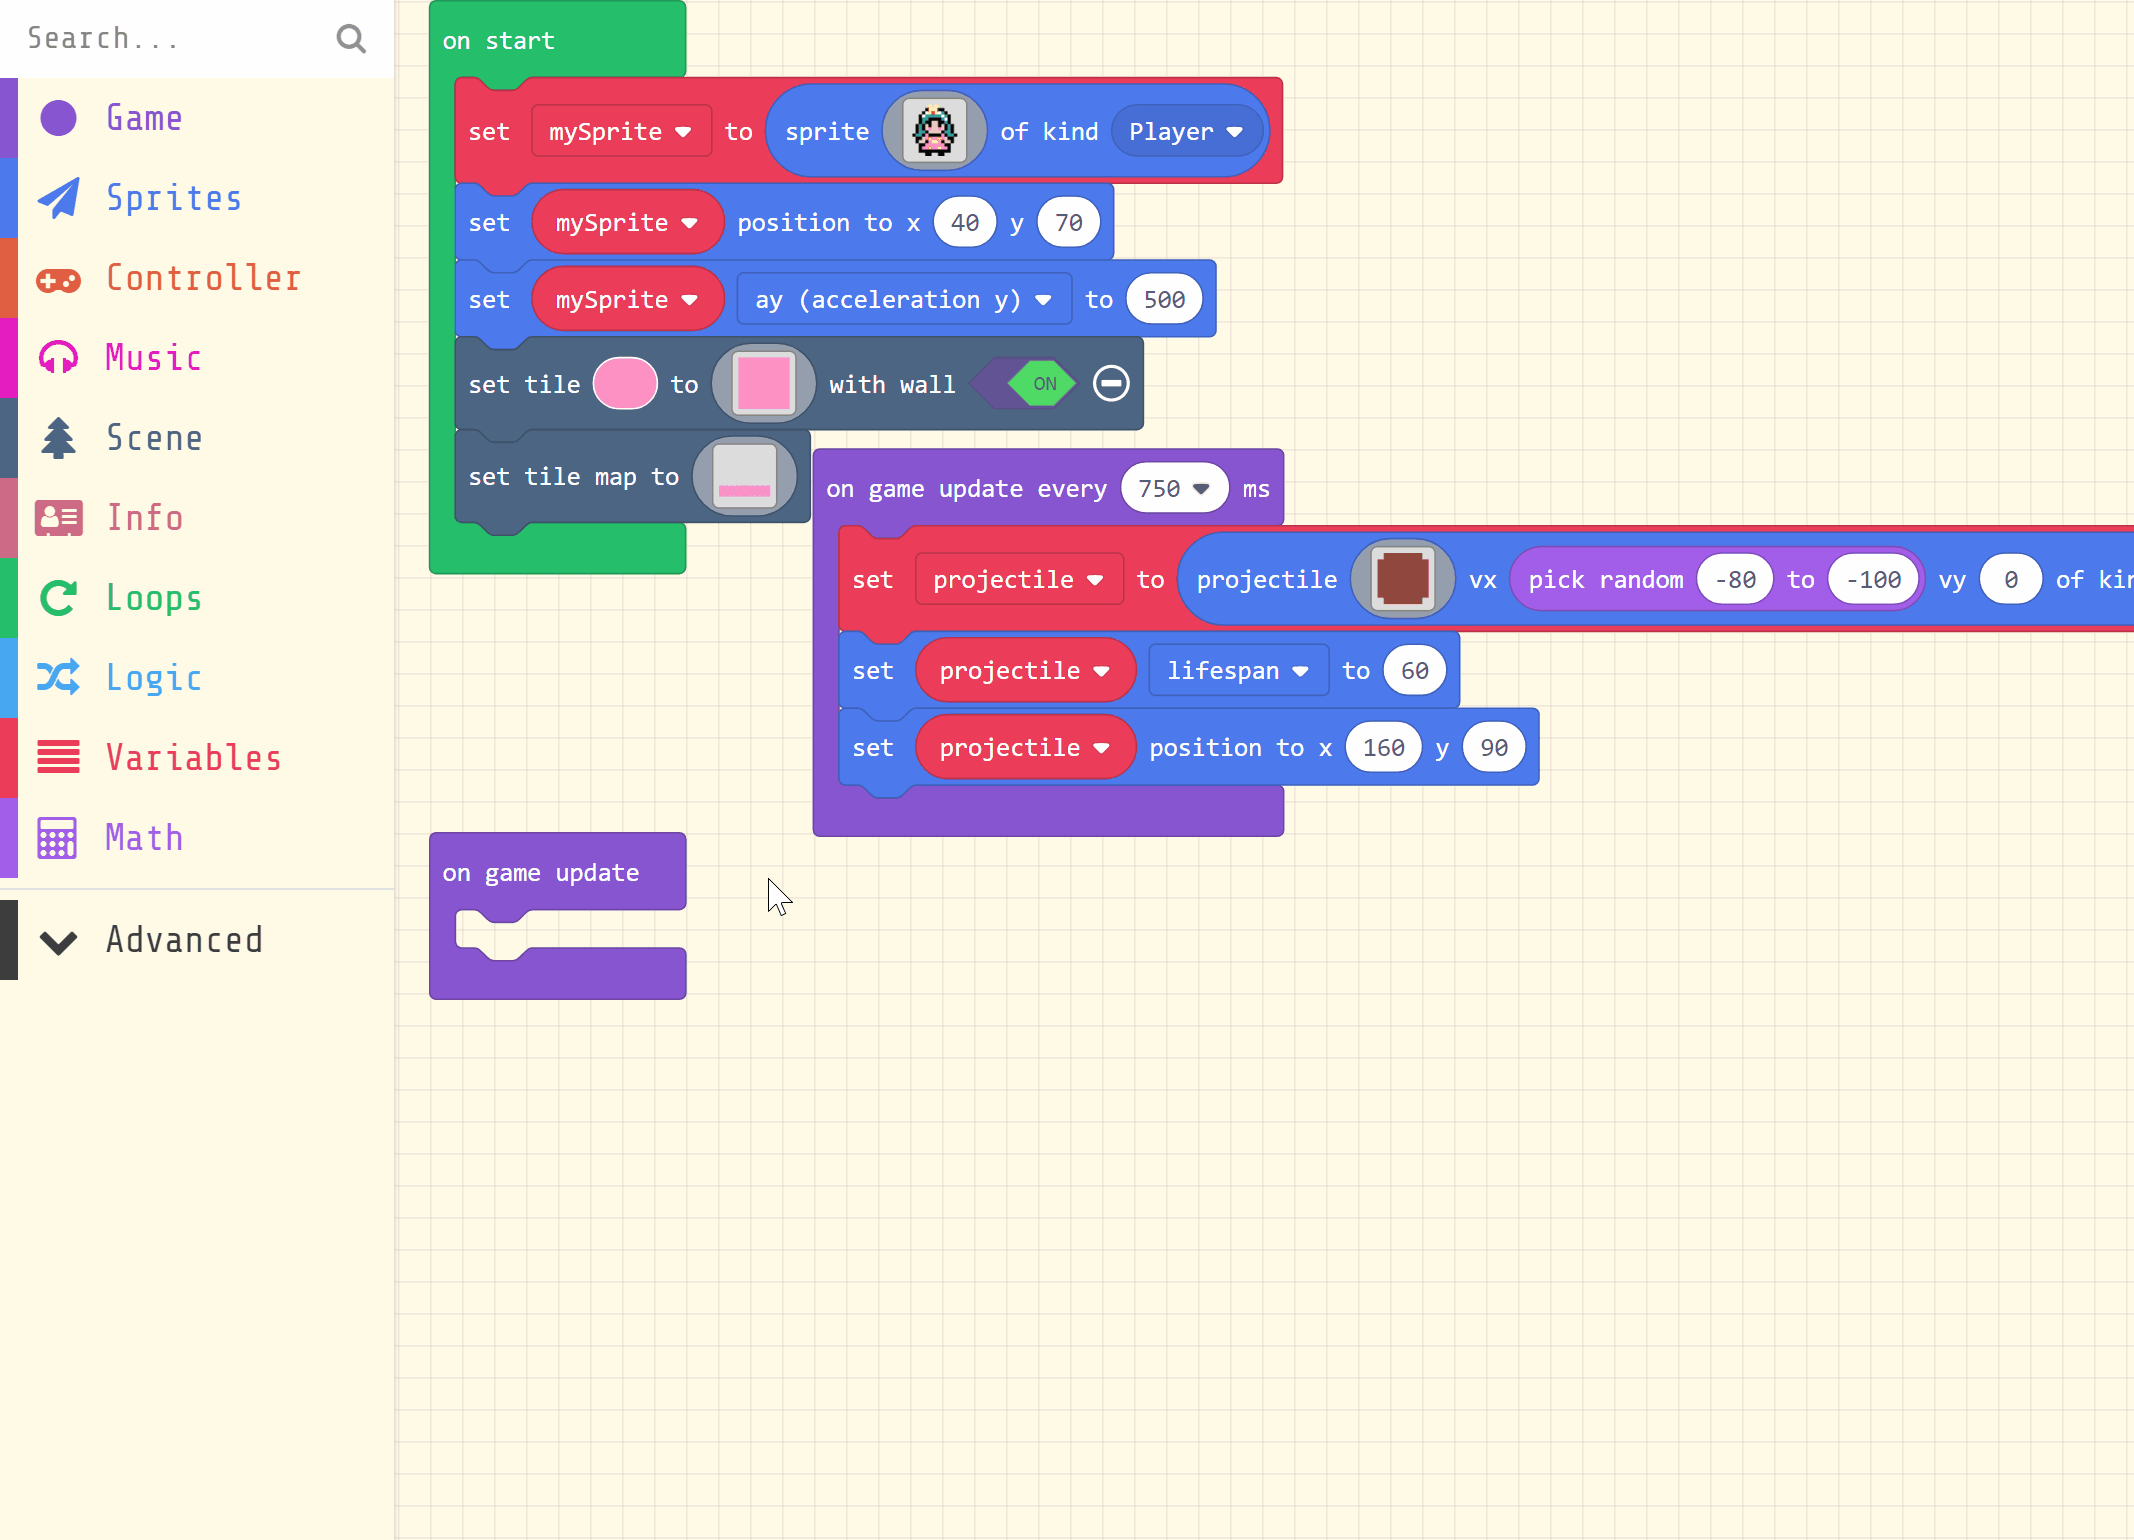 Search...
Game
Sprites
Controller
Music
Scene
Info
Loops
Logic
Variables
Math
Advanced
on start
set mySprite to sprite of kind Player
set mySprite position to x 40 y 70
set mySprite ay (acceleration y) to 500
set tile to with wall ON
set tile map to
on game update every 750 ms
set projectile to projectile vx pick random -80 to -100 vy 0 of kin
set projectile lifespan to 60
set projectile position to x 160 y 90
on game update